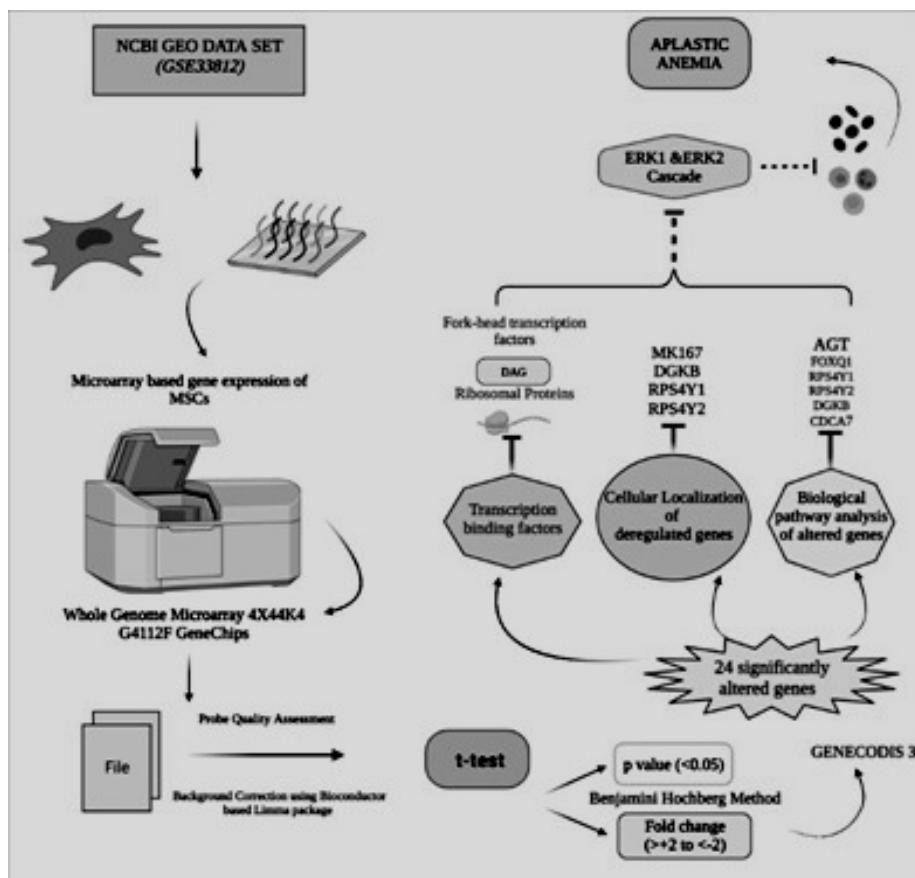 NCBI GEO DATA SET
(GSE33812)
Microarray based gene expression of
MSCs
Whole Genome Microarray 4X44K4
G4112F GeneChips
File
Probe Quality Assessment
Background Correction using Bioconductor
based Limma package
t-test
p value (<0.05)
Benjamini Hochberg Method
Fold change
(>+2 to <-2)
GENECODIS 3
24 significantly
altered genes
Transcription
binding factors
Cellular Localization
of
deregulated genes
Biological
pathway analysis
of altered genes
Fork-head transcription
factors
DAG
Ribosomal Proteins
MK167
DGKB
RPS4Y1
RPS4Y2
AGT
FOXQ1
RPS4Y1
RPS4Y2
DGKB
CDCA7
ERK1 &ERK2
Cascade
APLASTIC
ANEMIA